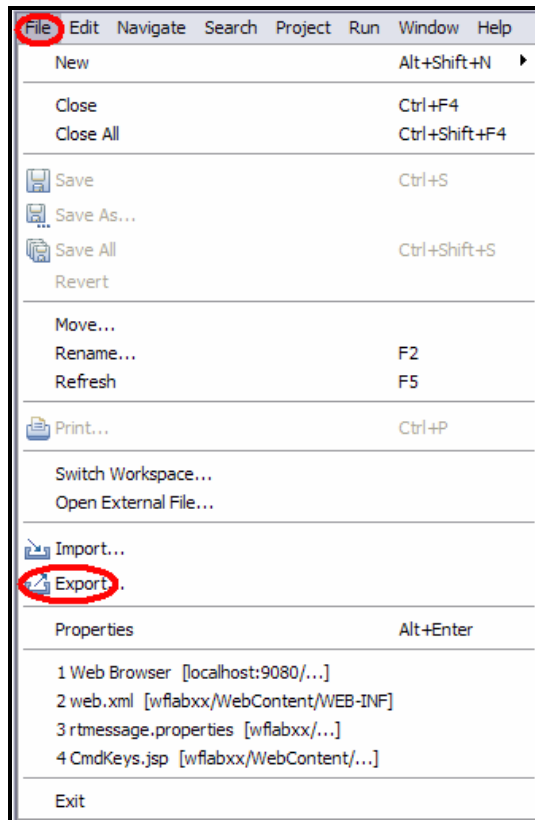 File Edit Navigate Search Project Run Window Help
New Alt+Shift+N
Close Ctrl+F4
Close All Ctrl+Shift+F4
Save Ctrl+S
Save As...
Save All Ctrl+Shift+S
Revert
Move...
Rename... F2
Refresh F5
Print... Ctrl+P
Switch Workspace...
Open External File...
Import...
Export...
Properties Alt+Enter
1 Web Browser [localhost:9080/...]
2 web.xml [wflabxx/WebContent/WEB-INF]
3 rtmessage.properties [wflabxx/...]
4 CmdKeys.jsp [wflabxx/WebContent/...]
Exit